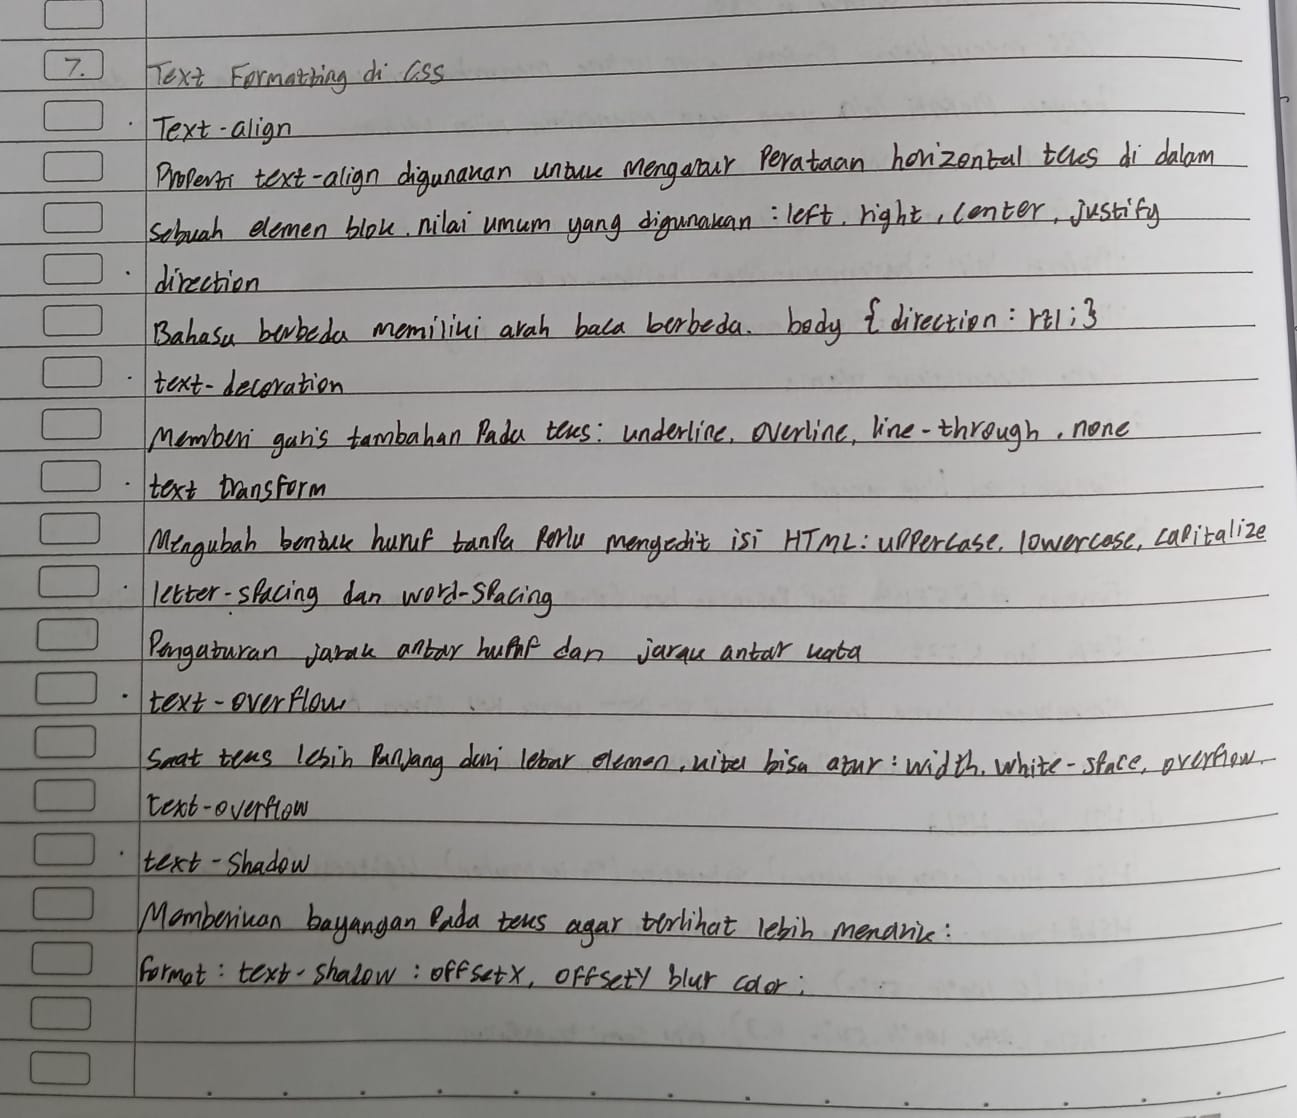 7. Text Formatting di CSS
. Text-align
Properti text-align digunakan untuk mengatur perataan horizontal teks di dalam
sebuah elemen blok. nilai umum yang digunakan : left, right, center, justify
. direction
Bahasa berbeda memiliki arah baca berbeda. body { direction : rtl ; }
. text-decoration
Memberi garis tambahan pada teks: underline, overline, line-through, none
. text transform
Mengubah bentuk huruf tanpa perlu mengedit isi HTML: uppercase, lowercase, capitalize
. letter-spacing dan word-spacing
Pengaturan jarak antar huruf dan jarak antar kata
. text-overflow
Saat teks lebih panjang dari lebar elemen, kita bisa atur : width, white-space, overflow
text-overflow
. text-shadow
Memberikan bayangan pada teks agar terlihat lebih menarik :
format : text-shadow : offsetX, offsetY blur color ;